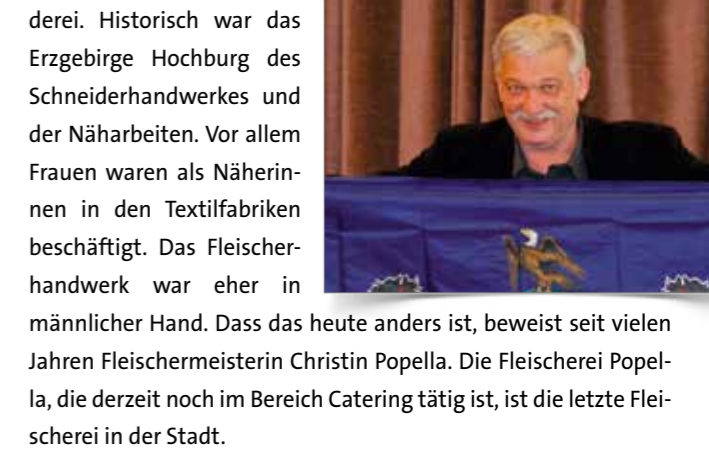 derei. Historisch war das
Erzgebirge Hochburg des
Schneiderhandwerkes und
der Näharbeiten. Vor allem
Frauen waren als Näherin-
nen in den Textilfabriken
beschäftigt. Das Fleischer-
handwerk war eher in
männlicher Hand. Dass das heute anders ist, beweist seit vielen
Jahren Fleischermeisterin Christin Popella. Die Fleischerei Popel-
la, die derzeit noch im Bereich Catering tätig ist, ist die letzte Flei-
scherei in der Stadt.